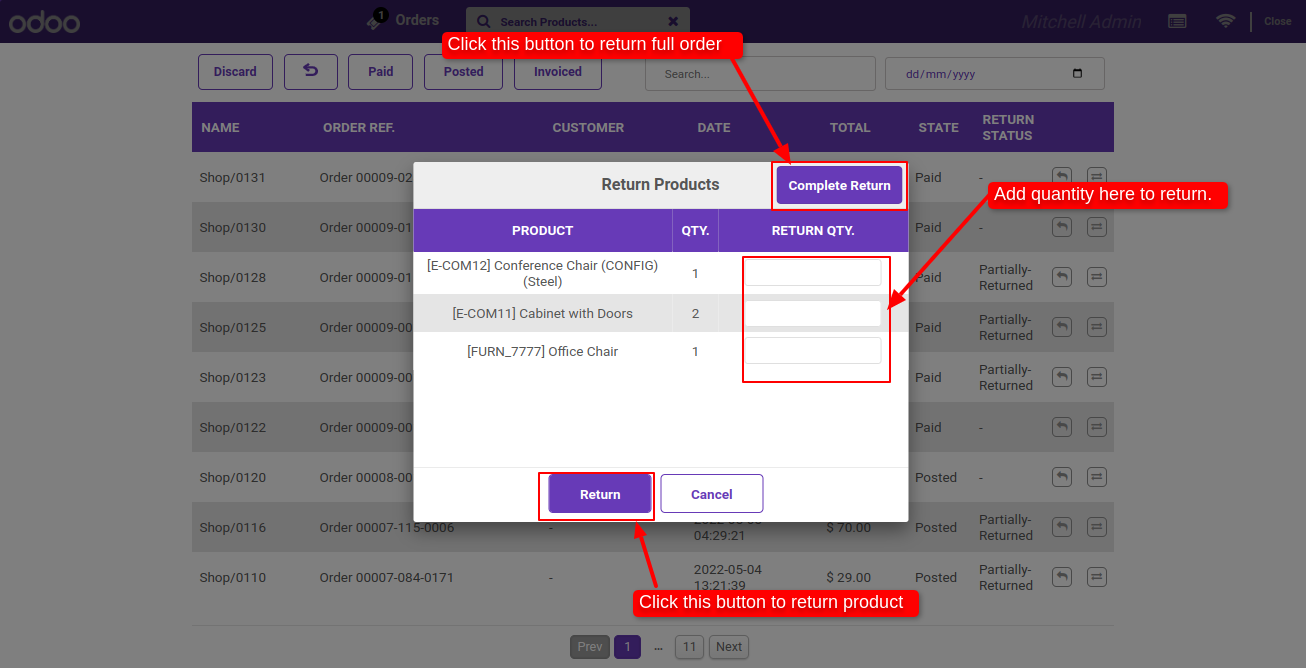 odoo
1
Orders
Search Products...
Mitchell Admin
Close
Click this button to return full order
Discard
Paid
Posted
Invoiced
Search...
dd/mm/yyyy
NAME
ORDER REF.
CUSTOMER
DATE
TOTAL
STATE
RETURN
STATUS
Shop/0131
Order 00009-02
Paid
-
Return Products
Complete Return
Add quantity here to return.
PRODUCT
QTY.
RETURN QTY.
Shop/0130
Order 00009-01
Paid
-
[E-COM12] Conference Chair (CONFIG)
(Steel)
1
Shop/0128
Order 00009-01
Paid
Partially-
Returned
[E-COM11] Cabinet with Doors
2
Shop/0125
Order 00009-00
Paid
Partially-
Returned
[FURN_7777] Office Chair
1
Shop/0123
Order 00009-00
Paid
Partially-
Returned
Shop/0122
Order 00009-00
Paid
-
Shop/0120
Order 00008-00
Posted
-
Return
Cancel
Shop/0116
Order 00007-115-0006
-
04:29:21
$ 70.00
Posted
Partially-
Returned
Shop/0110
Order 00007-084-0171
-
2022-05-04
13:21:39
$ 29.00
Posted
Partially-
Returned
Click this button to return product
Prev
1
...
11
Next